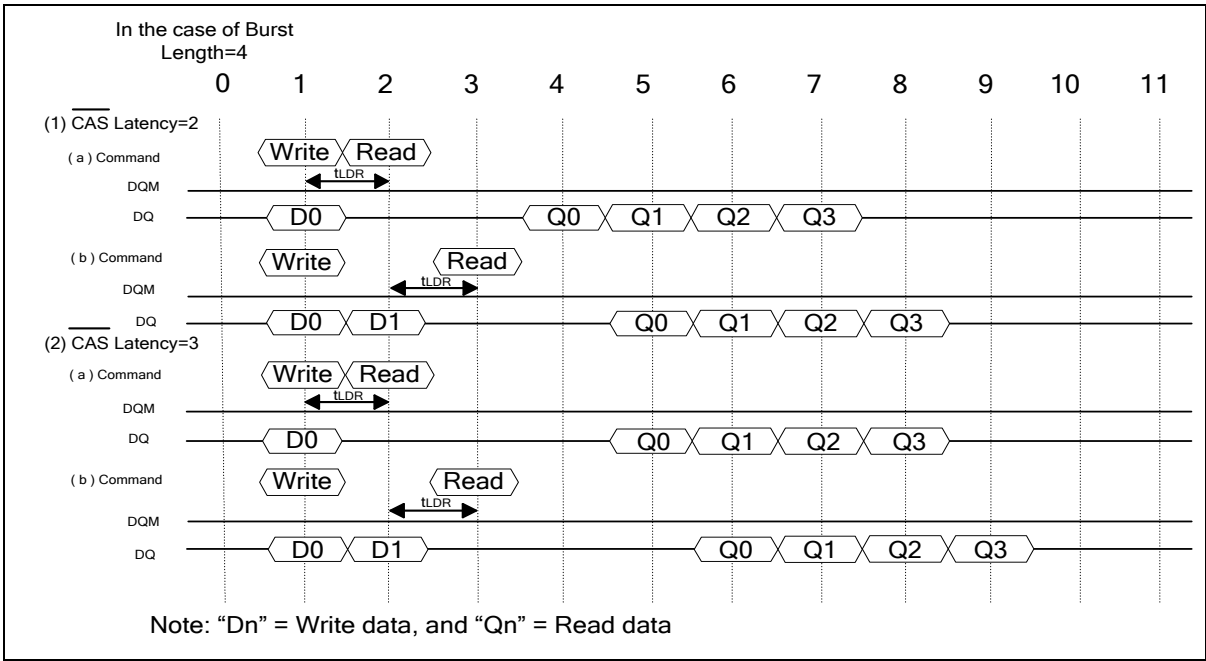 In the case of Burst
Length=4
0 1 2 3 4 5 6 7 8 9 10 11
(1) CAS Latency=2
( a ) Command Write Read
tLDR
DQM
DQ D0 Q0 Q1 Q2 Q3
( b ) Command Write Read
DQM tLDR
DQ D0 D1 Q0 Q1 Q2 Q3
(2) CAS Latency=3
( a ) Command Write Read
tLDR
DQM
DQ D0 Q0 Q1 Q2 Q3
( b ) Command Write Read
tLDR
DQM
DQ D0 D1 Q0 Q1 Q2 Q3
Note: “Dn” = Write data, and “Qn” = Read data